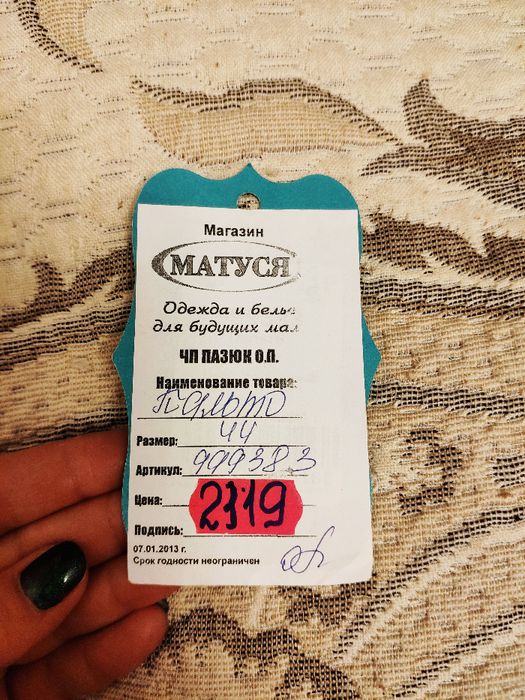 Магазин
МАТУСЯ
Одежда и бель
для будущих мам
ЧП ПАЗЮК О.П.
Наименование товара:
Пальто
Размер: 44
Артикул: 999383
Цена: 2319
Подпись:
07.01.2013 г.
Срок годности неограничен